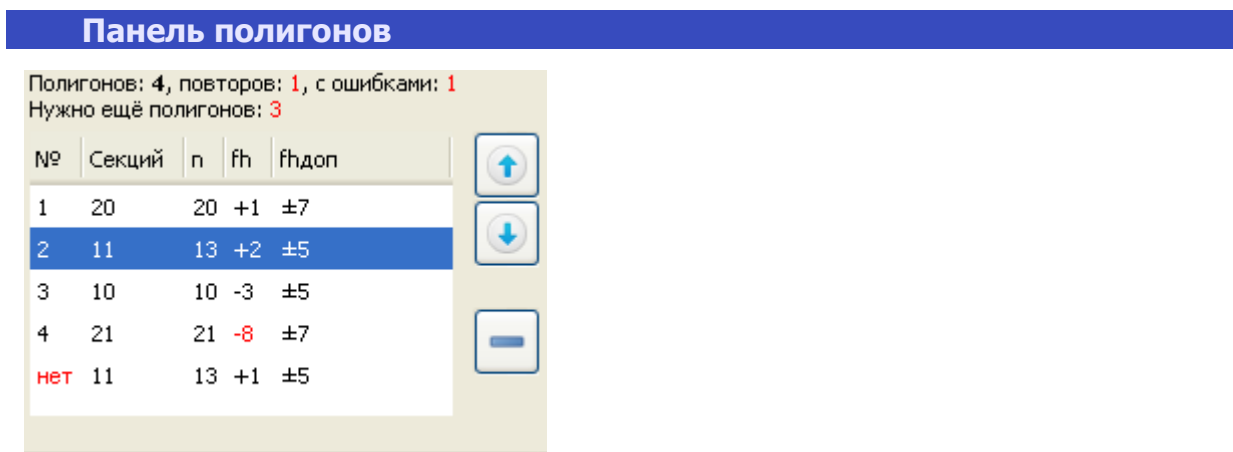 Панель полигонов
Полигонов: 4, повторов: 1, с ошибками: 1
Нужно ещё полигонов: 3
№ Секций n fh fhдоп
1 20 20 +1 ±7
2 11 13 +2 ±5
3 10 10 -3 ±5
4 21 21 -8 ±7
нет 11 13 +1 ±5